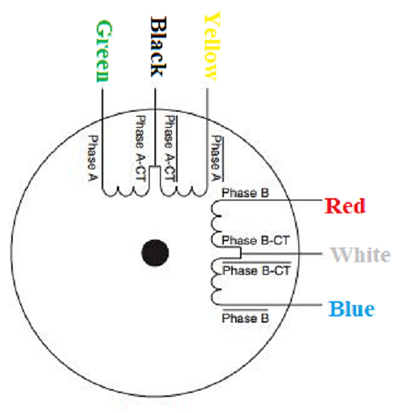 Green
Black
Yellow
Phase A
Phase A-CT
Phase A-CT
Phase A
Phase B
Red
Phase B-CT
White
Phase B-CT
Blue
Phase B